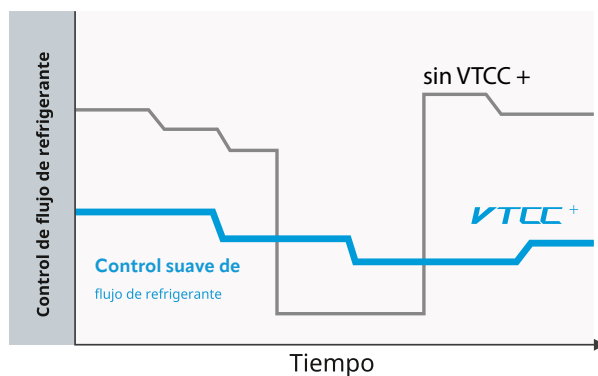 Control de flujo de refrigerante
sin VTCC +
VTCC +
Control suave de
flujo de refrigerante
Tiempo